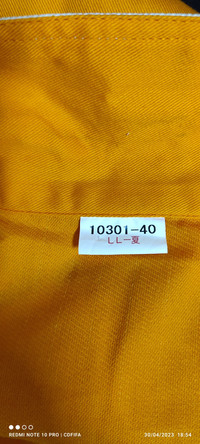 10301-40
LL－夏
REDMI NOTE 10 PRO | CDFIFA
30/04/2023 18:54